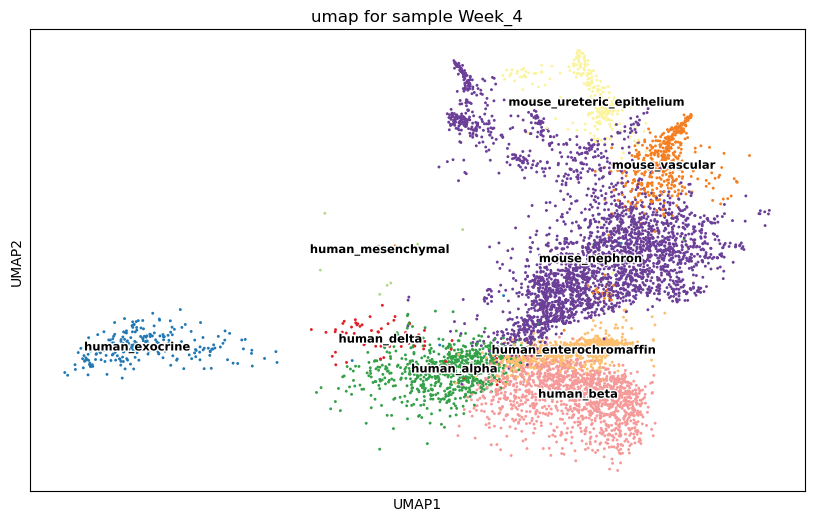 umap for sample Week_4
mouse_ureteric_epithelium
mouse_vascular
human_mesenchymal
mouse_nephron
human_delta
human_exocrine
human_enterochromaffin
human_alpha
human_beta
UMAP2
UMAP1